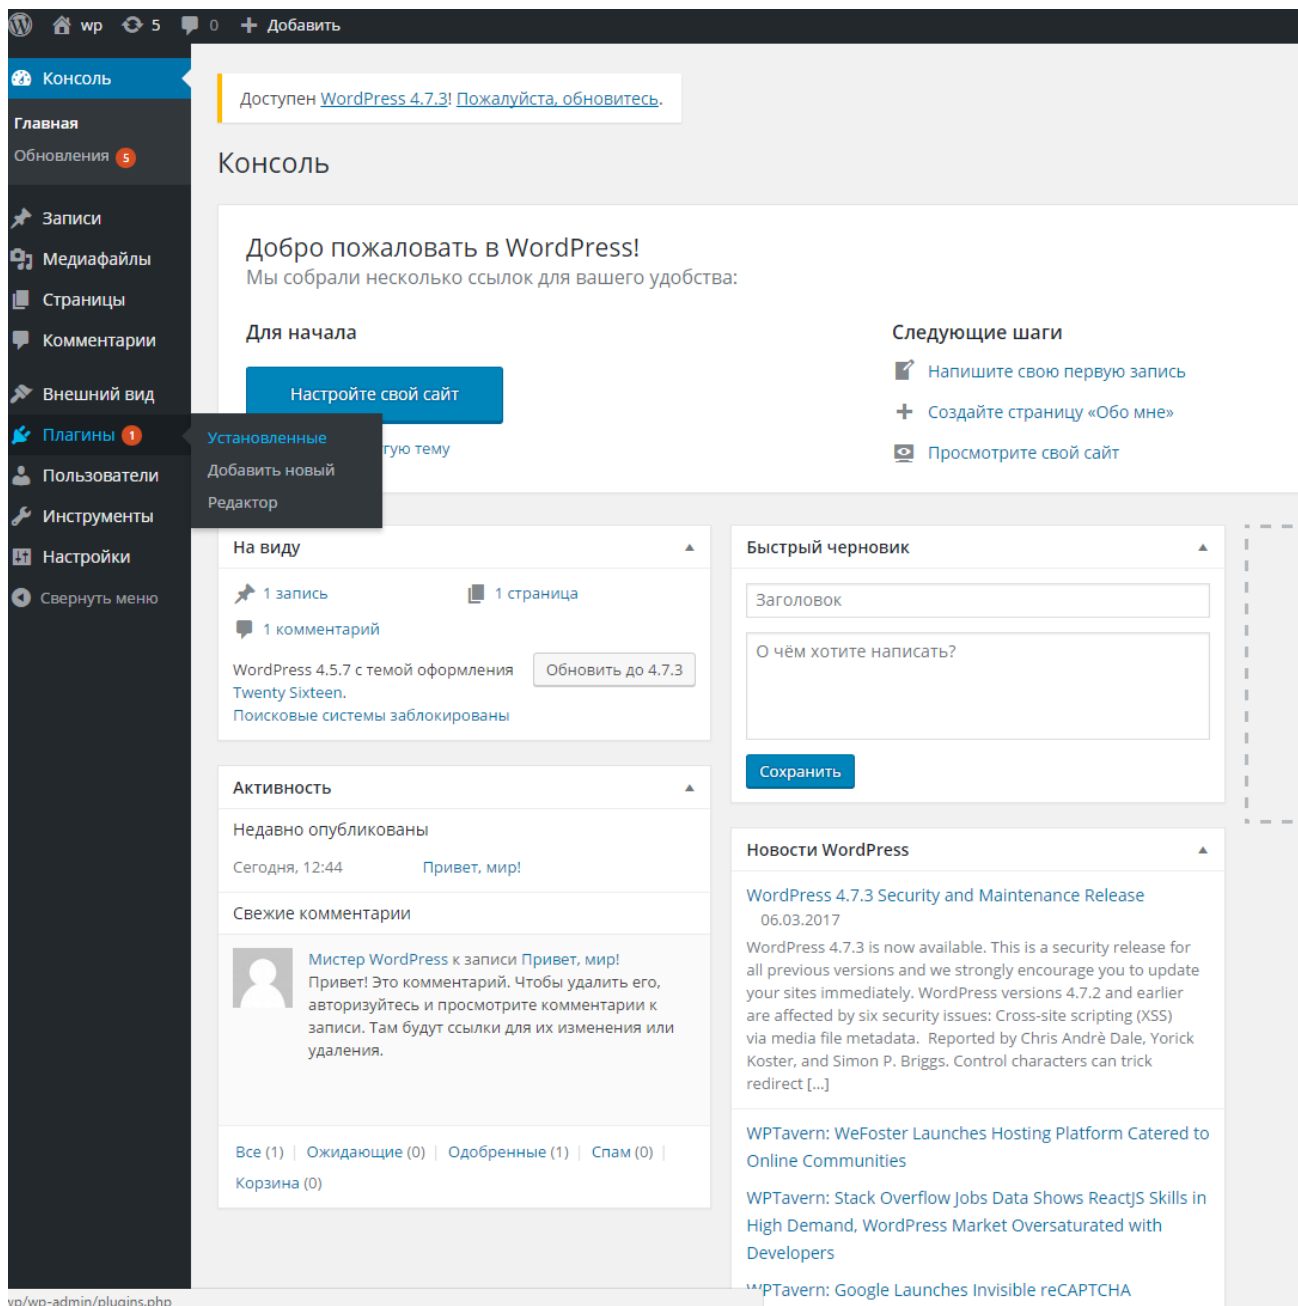 wp 5 0 Добавить
Консоль
Главная
Обновления 5
Записи
Медиафайлы
Страницы
Комментарии
Внешний вид
Плагины 1
Пользователи
Инструменты
Настройки
Свернуть меню
Установленные
Добавить новый
Редактор
Доступен WordPress 4.7.3! Пожалуйста, обновитесь.
Консоль
Добро пожаловать в WordPress!
Мы собрали несколько ссылок для вашего удобства:
Для начала
Настройте свой сайт
гую тему
Следующие шаги
Напишите свою первую запись
Создайте страницу «Обо мне»
Просмотрите свой сайт
На виду
1 запись 1 страница
1 комментарий
WordPress 4.5.7 с темой оформления Обновить до 4.7.3
Twenty Sixteen.
Поисковые системы заблокированы
Активность
Недавно опубликованы
Сегодня, 12:44 Привет, мир!
Свежие комментарии
Мистер WordPress к записи Привет, мир!
Привет! Это комментарий. Чтобы удалить его,
авторизуйтесь и просмотрите комментарии к
записи. Там будут ссылки для их изменения или
удаления.
Все (1) | Ожидающие (0) | Одобренные (1) | Спам (0) |
Корзина (0)
Быстрый черновик
Заголовок
О чём хотите написать?
Сохранить
Новости WordPress
WordPress 4.7.3 Security and Maintenance Release
06.03.2017
WordPress 4.7.3 is now available. This is a security release for
all previous versions and we strongly encourage you to update
your sites immediately. WordPress versions 4.7.2 and earlier
are affected by six security issues: Cross-site scripting (XSS)
via media file metadata. Reported by Chris Andrè Dale, Yorick
Koster, and Simon P. Briggs. Control characters can trick
redirect [...]
WPTavern: WeFoster Launches Hosting Platform Catered to
Online Communities
WPTavern: Stack Overflow Jobs Data Shows ReactJS Skills in
High Demand, WordPress Market Oversaturated with
Developers
WPTavern: Google Launches Invisible reCAPTCHA
wp/wp-admin/plugins.php